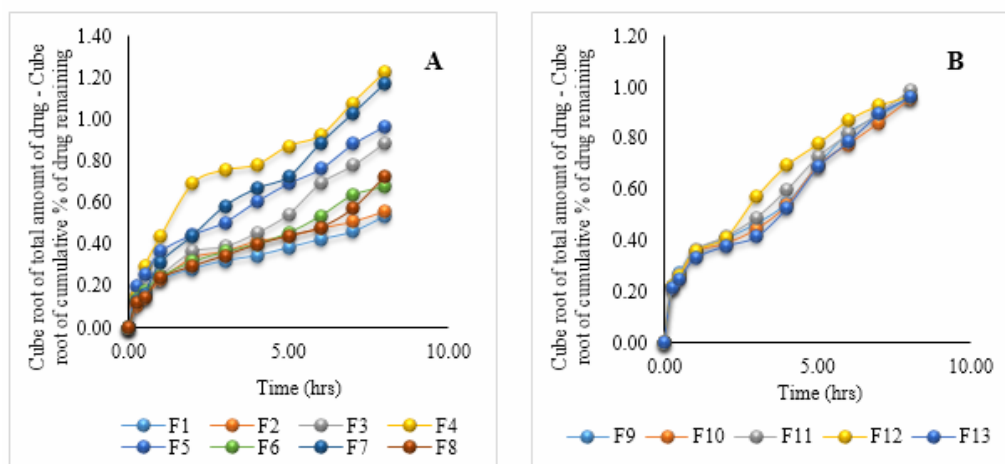 A
Cube root of total amount of drug - Cube
root of cumulative % of drug remaining
1.40
1.20
1.00
0.80
0.60
0.40
0.20
0.00
0.00
5.00
10.00
Time (hrs)
F1
F2
F3
F4
F5
F6
F7
F8
B
Cube root of total amount of drug - Cube
root of cumulative % of drug remaining
1.20
1.00
0.80
0.60
0.40
0.20
0.00
0.00
5.00
10.00
Time (hrs)
F9
F10
F11
F12
F13